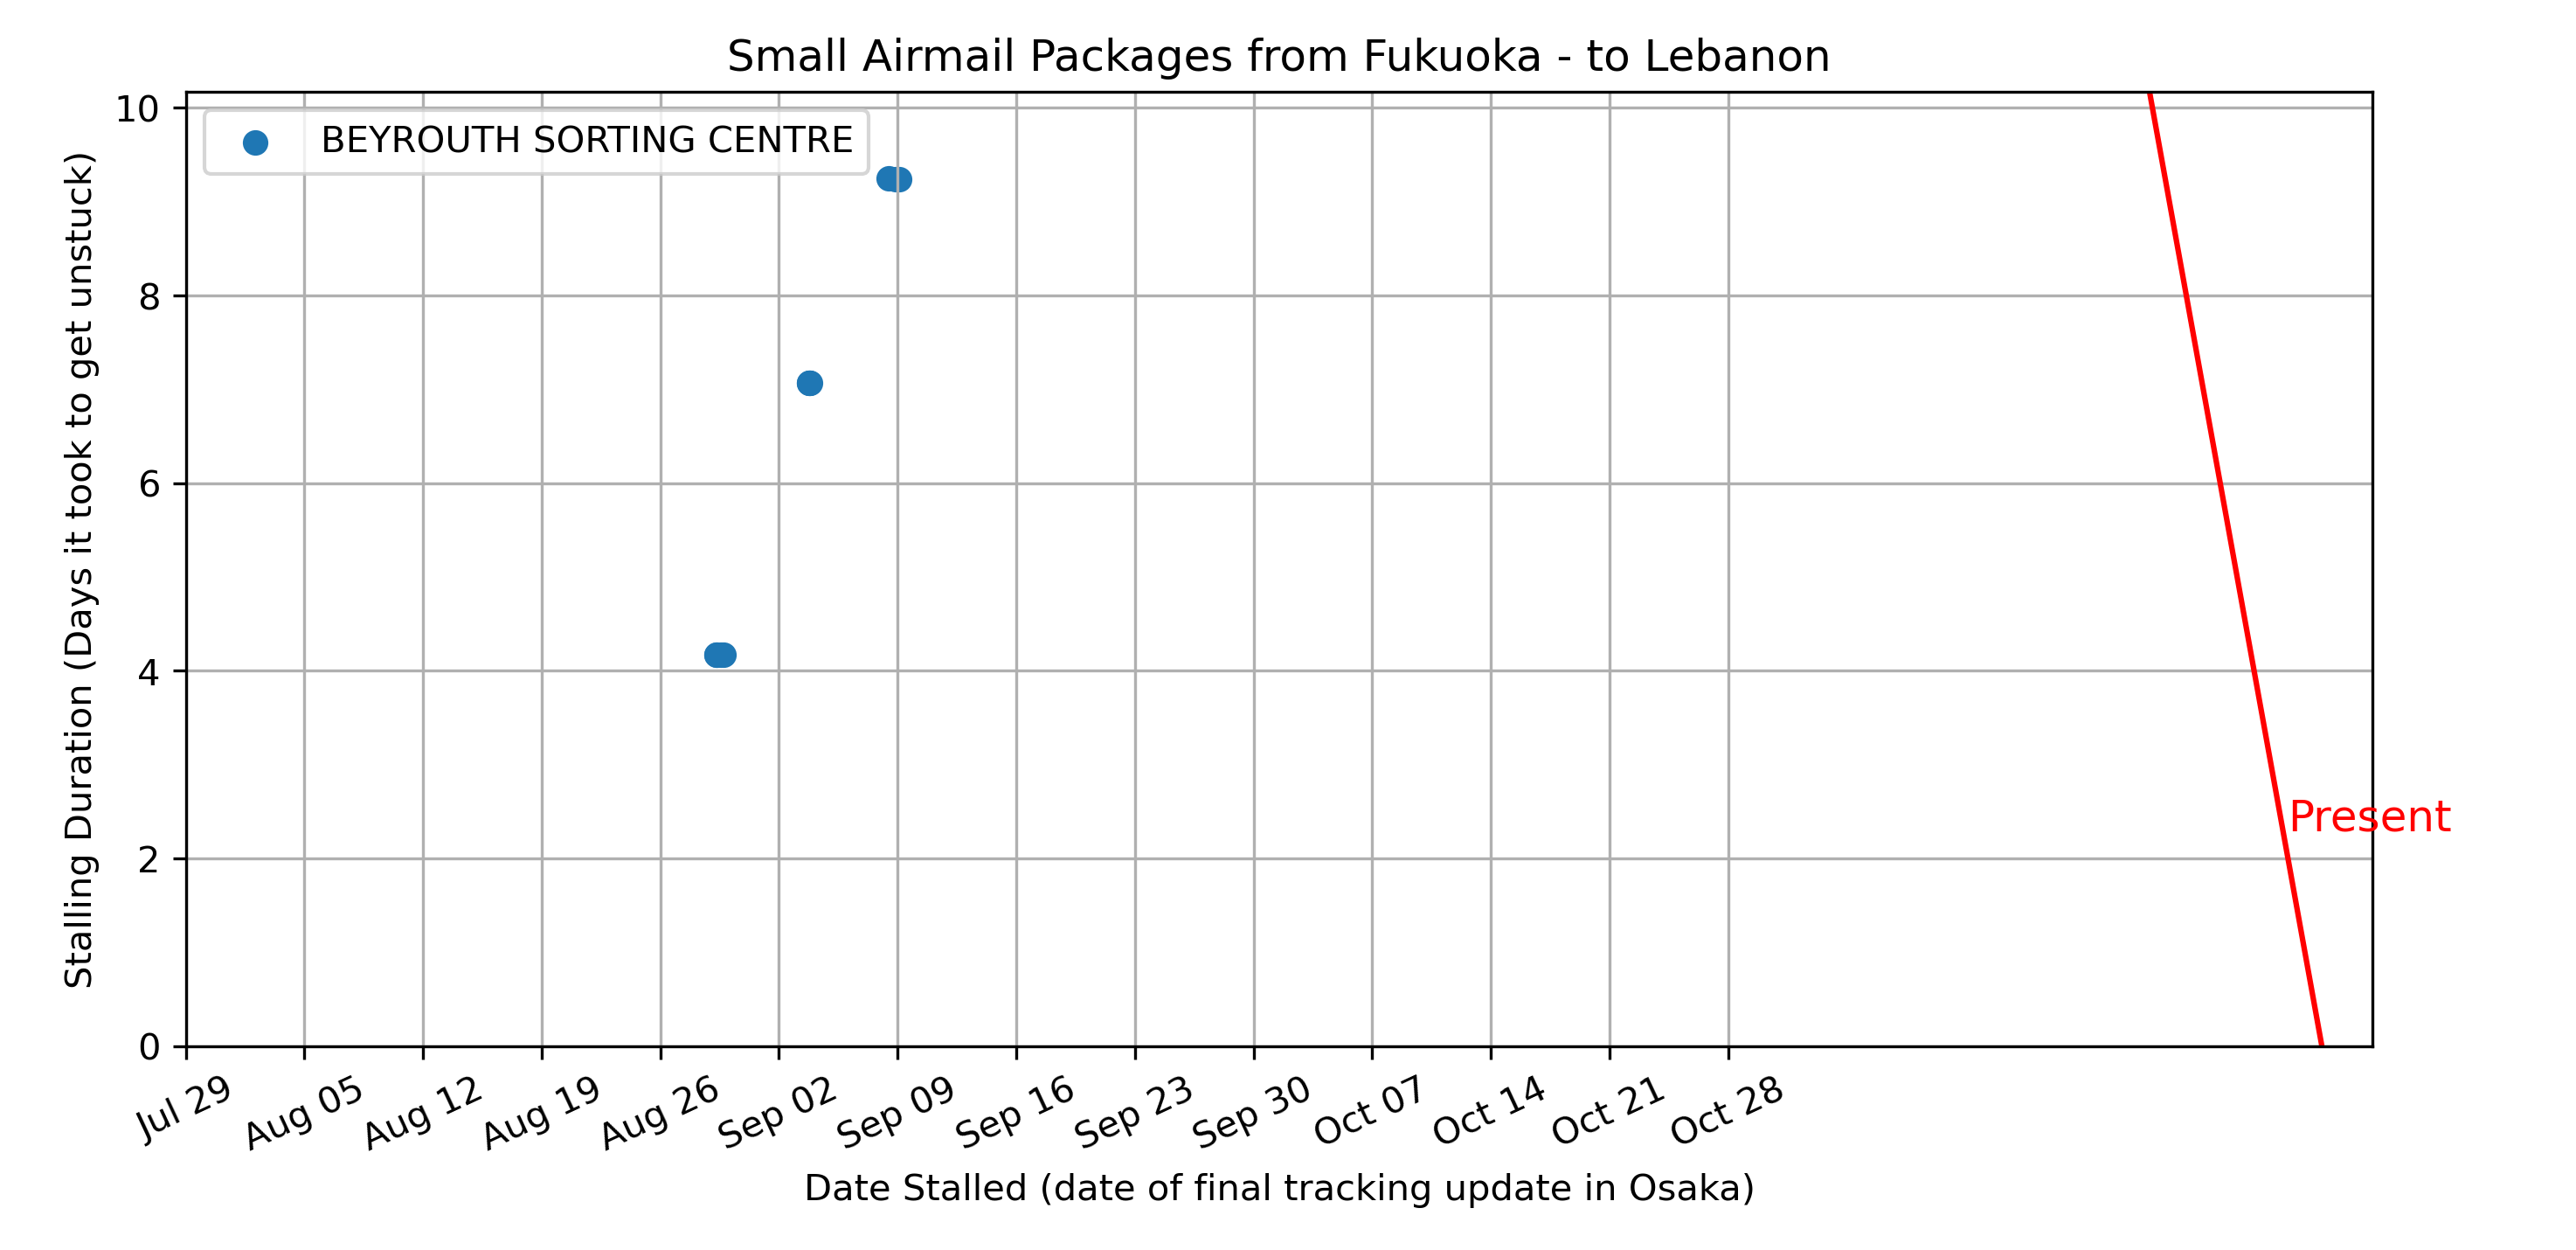 Small Airmail Packages from Fukuoka - to Lebanon
BEYROUTH SORTING CENTRE
Stalling Duration (Days it took to get unstuck)
10
8
6
4
2
0
Present
Jul 29
Aug 05
Aug 12
Aug 19
Aug 26
Sep 02
Sep 09
Sep 16
Sep 23
Sep 30
Oct 07
Oct 14
Oct 21
Oct 28
Date Stalled (date of final tracking update in Osaka)